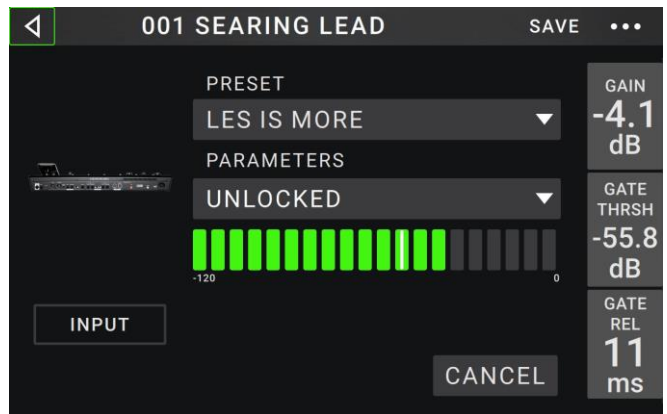 001 SEARING LEAD
SAVE
PRESET
LES IS MORE
PARAMETERS
UNLOCKED
-120
0
INPUT
CANCEL
GAIN
-4.1
dB
GATE
THRSH
-55.8
dB
GATE
REL
11
ms